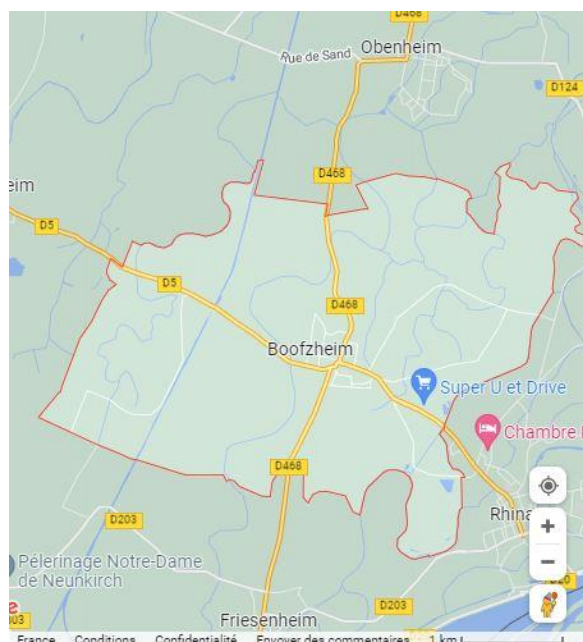 D468
Obenheim
Rue de Sand
D124
D468
eim
D5
D5
D468
Boofzheim
Super U et Drive
Chambre
D468
Rhina
D203
Pélerinage Notre-Dame
de Neunkirch
D20
D203
Friesenheim
France Conditions Confidentialité Envoyer des commentaires 1 km